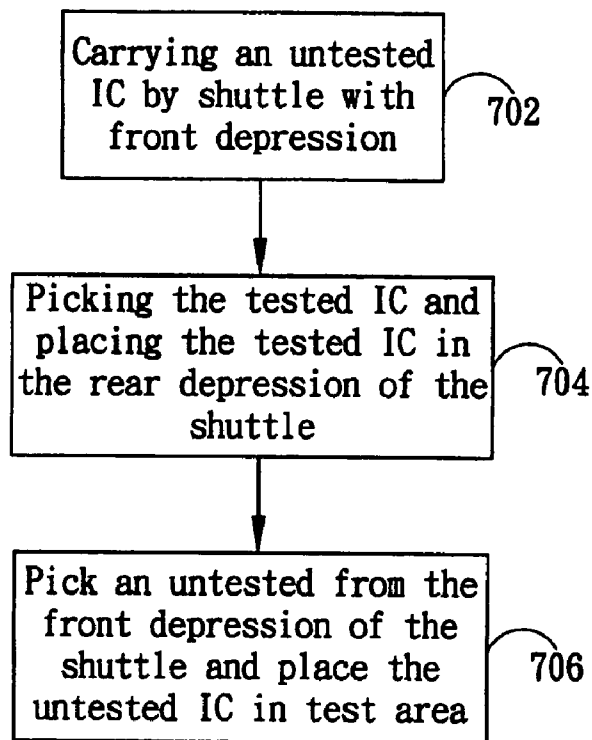 Carrying an untested
IC by shuttle with
front depression
702
Picking the tested IC and
placing the tested IC in
the rear depression of the
shuttle
704
Pick an untested from the
front depression of the
shuttle and place the
untested IC in test area
706